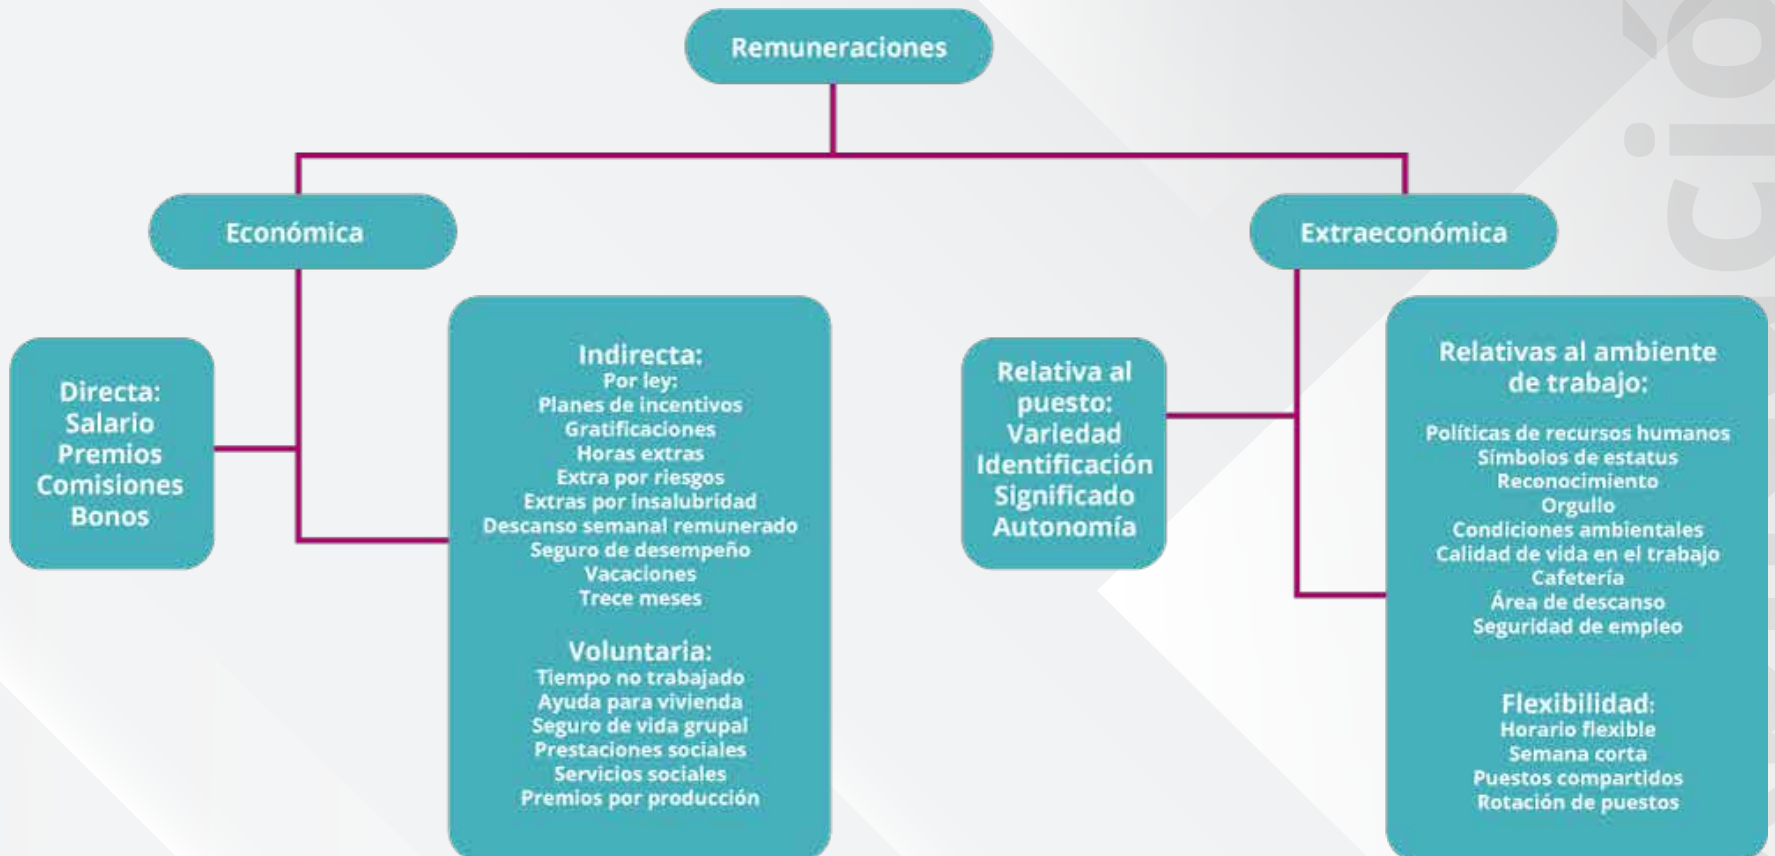 Remuneraciones
Económica
Extraeconómica
Directa:
Salario
Premios
Comisiones
Bonos
Indirecta:
Por ley:
Planes de incentivos
Gratificaciones
Horas extras
Extra por riesgos
Extras por insalubridad
Descanso semanal remunerado
Seguro de desempeño
Vacaciones
Trece meses
Voluntaria:
Tiempo no trabajado
Ayuda para vivienda
Seguro de vida grupal
Prestaciones sociales
Servicios sociales
Premios por producción
Relativa al
puesto:
Variedad
Identificación
Significado
Autonomía
Relativas al ambiente
de trabajo:
Políticas de recursos humanos
Símbolos de estatus
Reconocimiento
Orgullo
Condiciones ambientales
Calidad de vida en el trabajo
Cafetería
Área de descanso
Seguridad de empleo
Flexibilidad:
Horario flexible
Semana corta
Puestos compartidos
Rotación de puestos